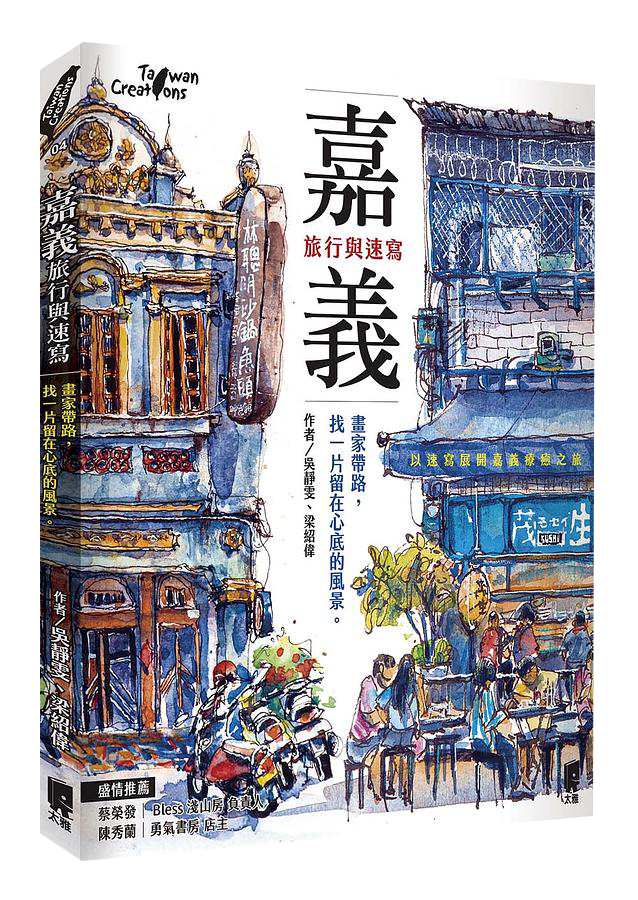 Taiwan
Creations
04
嘉義旅行與速寫
畫家帶路，
找一片留在心底的風景。
作者/吳靜雯、梁紹偉
太雅
Taiwan
Creations
嘉義
旅行與速寫
畫家帶路，
找一片留在心底的風景。
作者/吳靜雯、梁紹偉
林聰明沙鍋魚頭
以速寫展開嘉義療癒之旅
SUSHI
生
盛情推薦
蔡榮發｜Bless 淺山房 負責人
陳秀蘭｜勇氣書房 店主
太雅